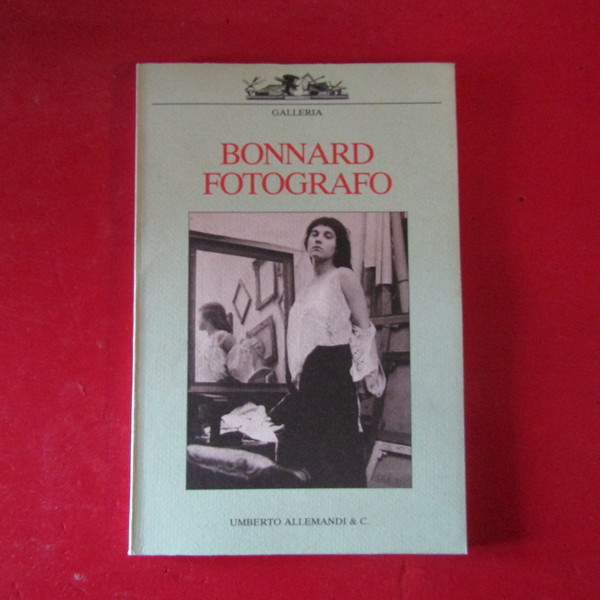 GALLERIA
BONNARD
FOTOGRAFO
UMBERTO ALLEMANDI & C.